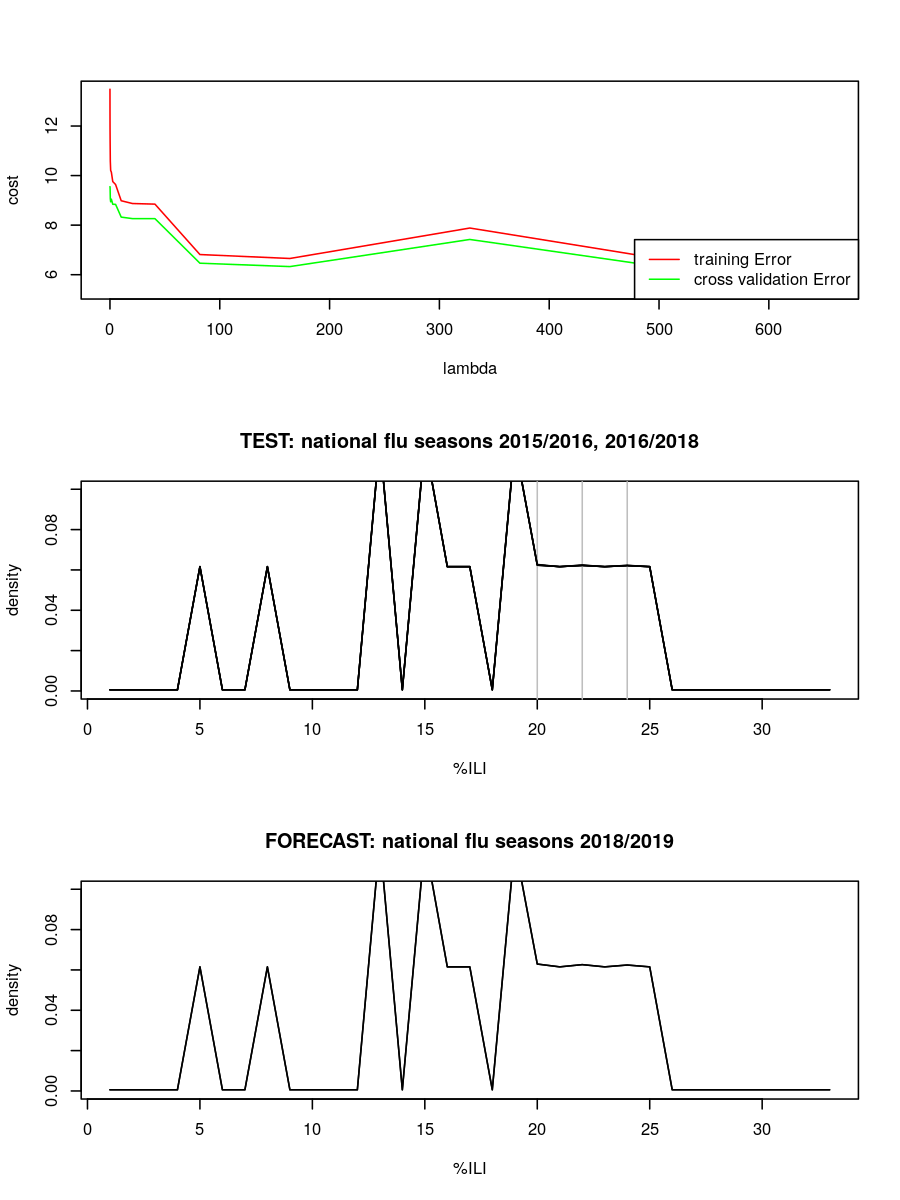 12
10
8
6
cost
training Error
cross validation Error
0 100 200 300 400 500 600
lambda
TEST: national flu seasons 2015/2016, 2016/2018
0.08
0.04
0.00
density
0 5 10 15 20 25 30
%ILI
FORECAST: national flu seasons 2018/2019
0.08
0.04
0.00
density
0 5 10 15 20 25 30
%ILI